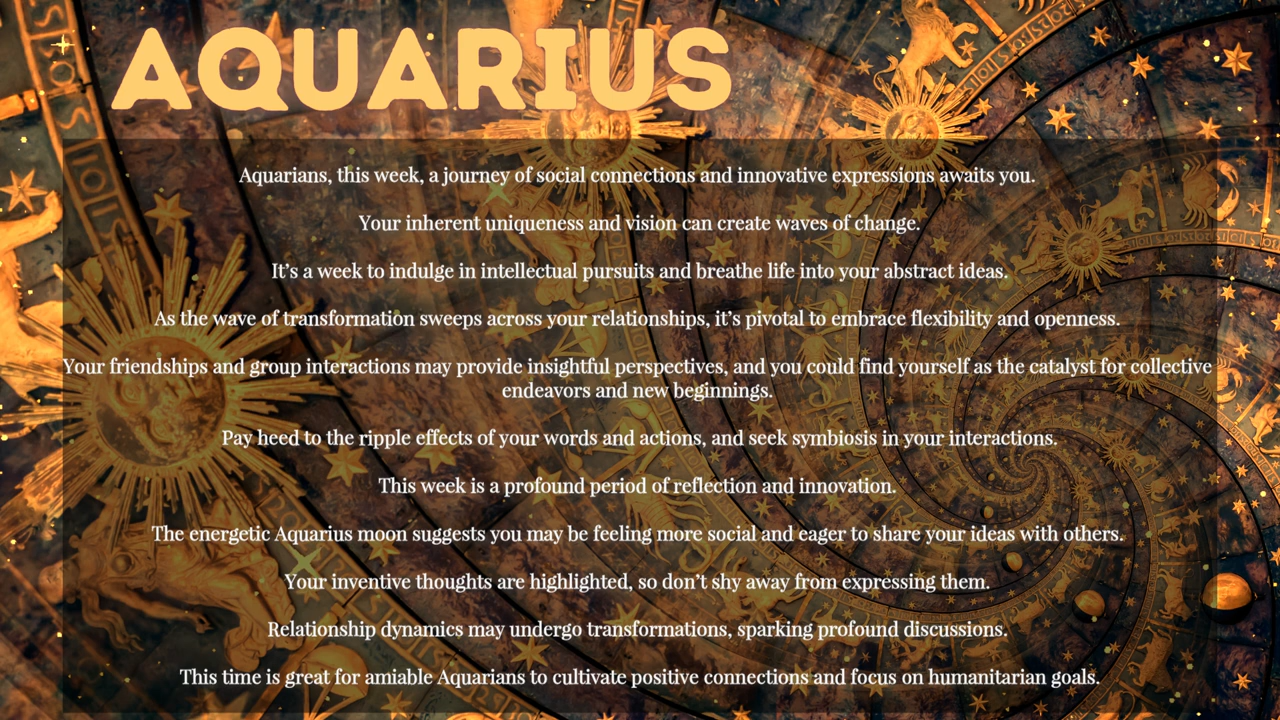 AQUARIUS
Aquarians, this week, a journey of social connections and innovative expressions awaits you.
Your inherent uniqueness and vision can create waves of change.
It’s a week to indulge in intellectual pursuits and breathe life into your abstract ideas.
As the wave of transformation sweeps across your relationships, it’s pivotal to embrace flexibility and openness.
Your friendships and group interactions may provide insightful perspectives, and you could find yourself as the catalyst for collective
endeavors and new beginnings.
Pay heed to the ripple effects of your words and actions, and seek symbiosis in your interactions.
This week is a profound period of reflection and innovation.
The energetic Aquarius moon suggests you may be feeling more social and eager to share your ideas with others.
Your inventive thoughts are highlighted, so don’t shy away from expressing them.
Relationship dynamics may undergo transformations, sparking profound discussions.
This time is great for amiable Aquarians to cultivate positive connections and focus on humanitarian goals.